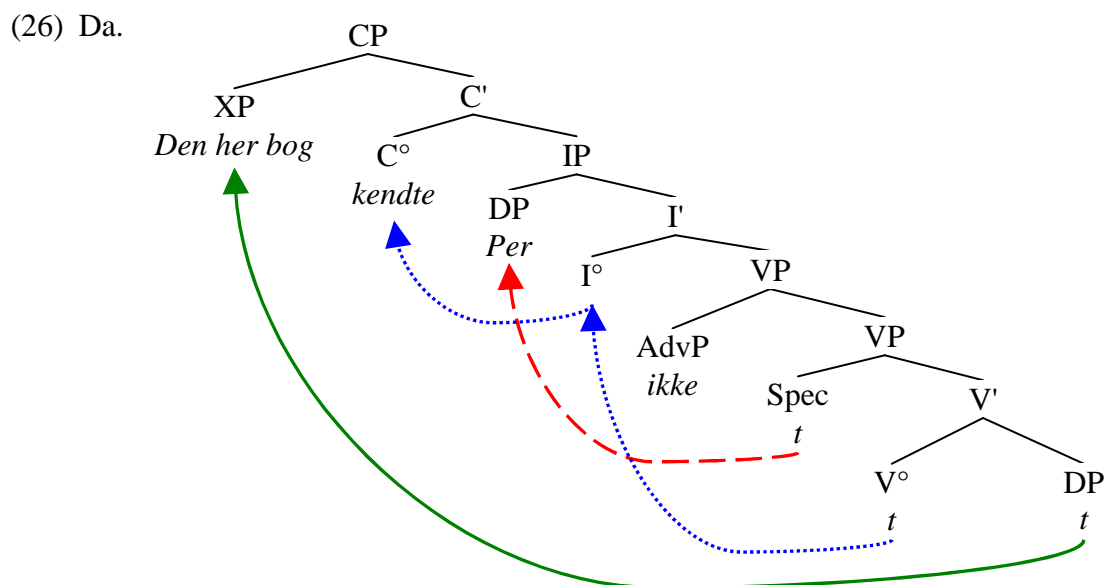 (26) Da.
CP
XP C'
Den her bog
C° IP
kendte
DP I'
Per
I° VP
AdvP VP
ikke
Spec V'
t
V° DP
t t